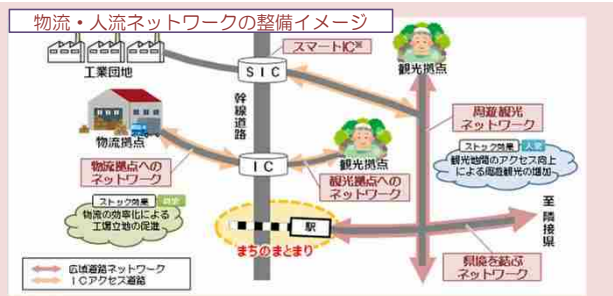 物流・人流ネットワークの整備イメージ
スマートIC※
工業団地
SIC
観光拠点
幹線道路
周遊観光
ネットワーク
物流拠点
ストック効果
観光地間のアクセス向上
による周遊観光の増加
物流拠点への
ネットワーク
IC
観光拠点
観光拠点への
ネットワーク
ストック効果
物流の効率化による
工場立地の促進
駅
まちのまとまり
至隣接県
県境を結ぶ
ネットワーク
広域道路ネットワーク
ICアクセス道路